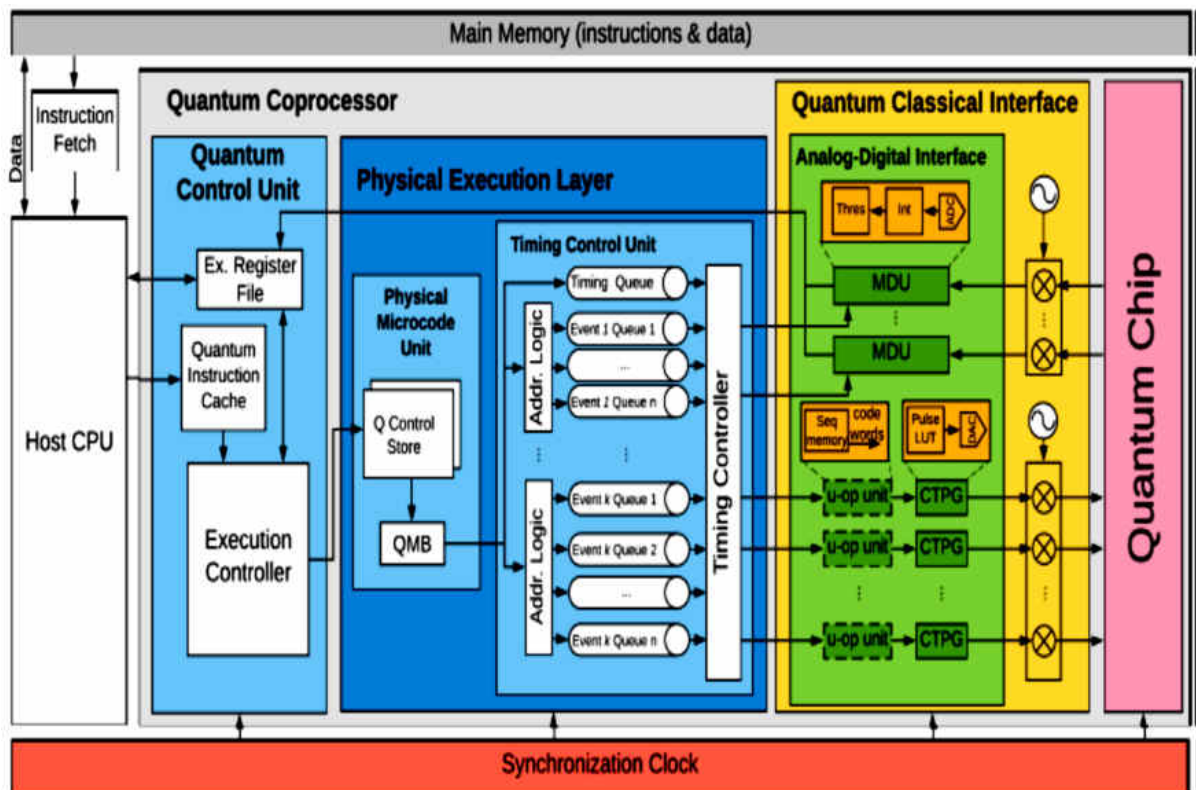 Main Memory (instructions & data)
Data
Instruction
Fetch
Host CPU
Quantum Coprocessor
Quantum
Control Unit
Ex. Register
File
Quantum
Instruction
Cache
Execution
Controller
Physical Execution Layer
Physical
Microcode
Unit
Q Control
Store
QMB
Timing Control Unit
Timing Queue
Addr. Logic
Event 1 Queue 1
...
Event 1 Queue n
...
...
Addr. Logic
Event k Queue 1
Event k Queue 2
...
Event k Queue n
Timing Controller
Quantum Classical Interface
Analog-Digital Interface
Thres
Int
ADC
MDU
...
MDU
...
Seq
memory
code
words
Pulse
LUT
DAC
u-op unit
CTPG
u-op unit
CTPG
...
...
...
u-op unit
CTPG
Quantum Chip
Synchronization Clock